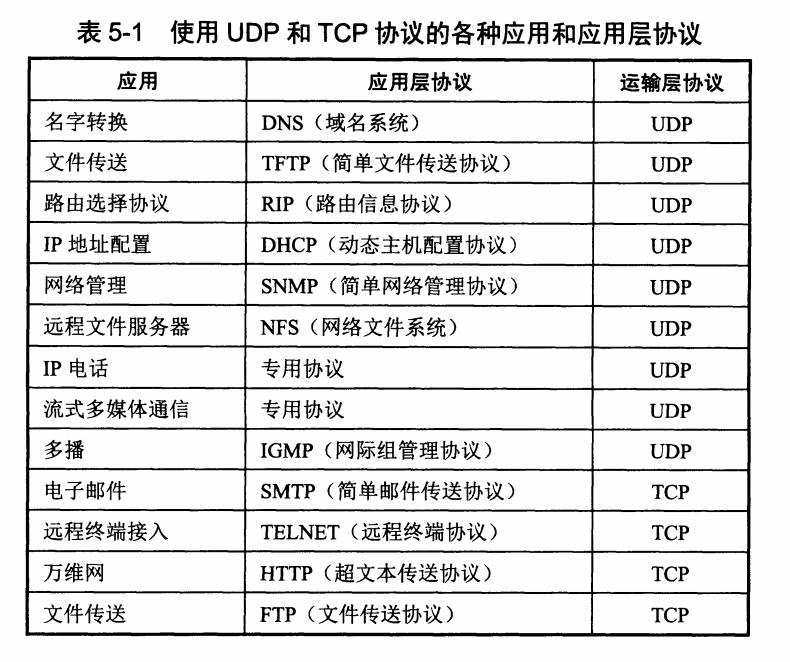 表 5-1 使用 UDP 和 TCP 协议的各种应用和应用层协议
应用 应用层协议 运输层协议
名字转换 DNS（域名系统） UDP
文件传送 TFTP（简单文件传送协议） UDP
路由选择协议 RIP（路由信息协议） UDP
IP 地址配置 DHCP（动态主机配置协议） UDP
网络管理 SNMP（简单网络管理协议） UDP
远程文件服务器 NFS（网络文件系统） UDP
IP 电话 专用协议 UDP
流式多媒体通信 专用协议 UDP
多播 IGMP（网际组管理协议） UDP
电子邮件 SMTP（简单邮件传送协议） TCP
远程终端接入 TELNET（远程终端协议） TCP
万维网 HTTP（超文本传送协议） TCP
文件传送 FTP（文件传送协议） TCP